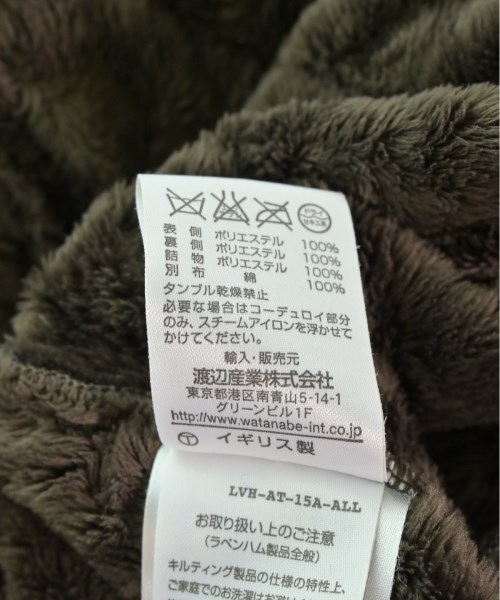 ドライ
セキユ系
表側 ポリエステル 100%
裏側 ポリエステル 100%
詰物 ポリエステル 100%
別布 綿 100%
タンブル乾燥禁止
必要な場合はコーデュロイ部分
のみ、スチームアイロンを浮かせて
かけてください。
輸入・販売元
渡辺産業株式会社
東京都港区南青山5-14-1
グリーンビル1F
http://www.watanabe-int.co.jp
T イギリス製
LVH-AT-15A-ALL
お取り扱い上のご注意
(ラベンハム製品全般)
キルティング製品の仕様の特性上、
ご家庭でのお洗濯はお